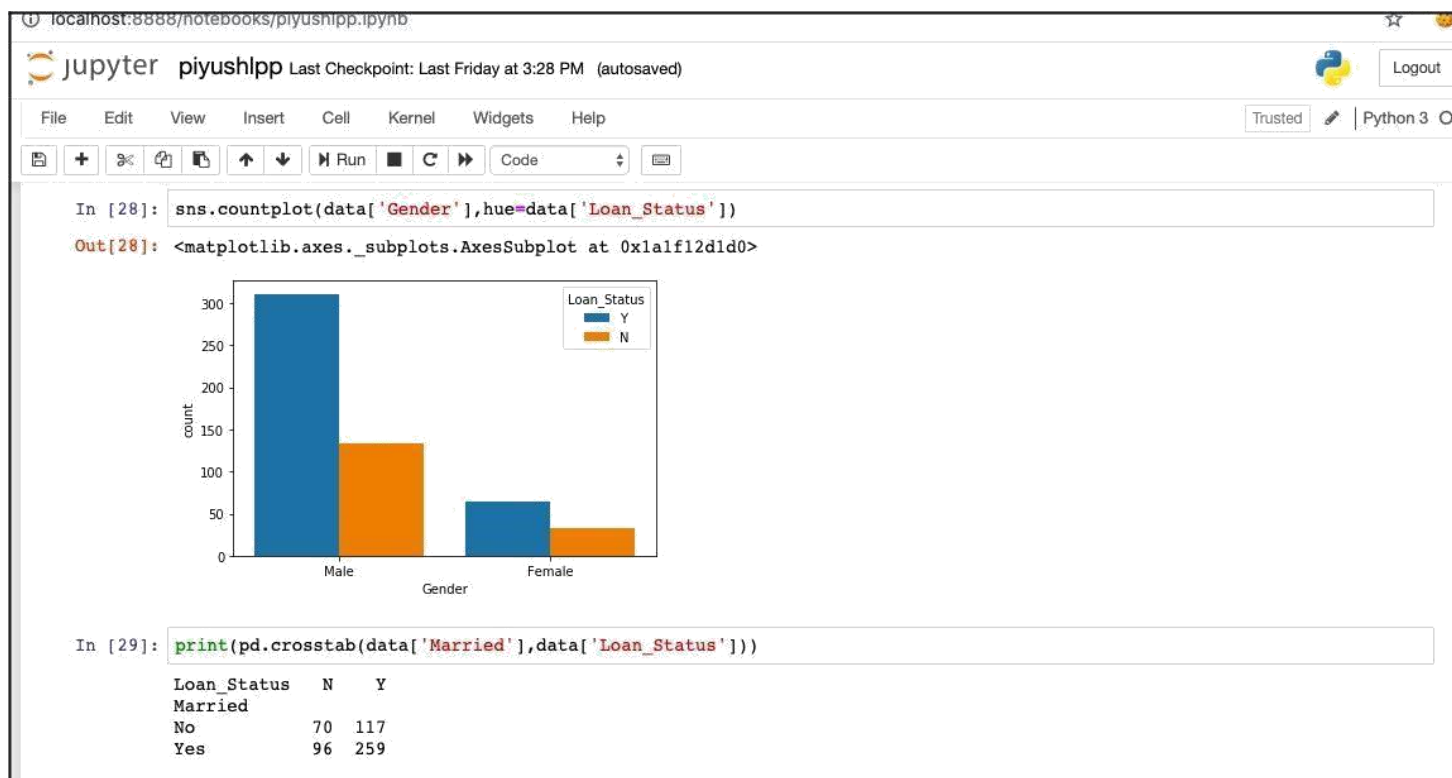 localhost:8888/notebooks/piyushlpp.ipynb
jupyter piyushlpp Last Checkpoint: Last Friday at 3:28 PM (autosaved)
Logout
File Edit View Insert Cell Kernel Widgets Help
Trusted Python 3
Run Code
In [28]: sns.countplot(data['Gender'],hue=data['Loan_Status'])
Out[28]: <matplotlib.axes._subplots.AxesSubplot at 0x1a1f12d1d0>
Loan_Status
Y
N
300
250
200
150
100
50
0
count
Male Female
Gender
In [29]: print(pd.crosstab(data['Married'],data['Loan_Status']))
Loan_Status N Y
Married
No 70 117
Yes 96 259